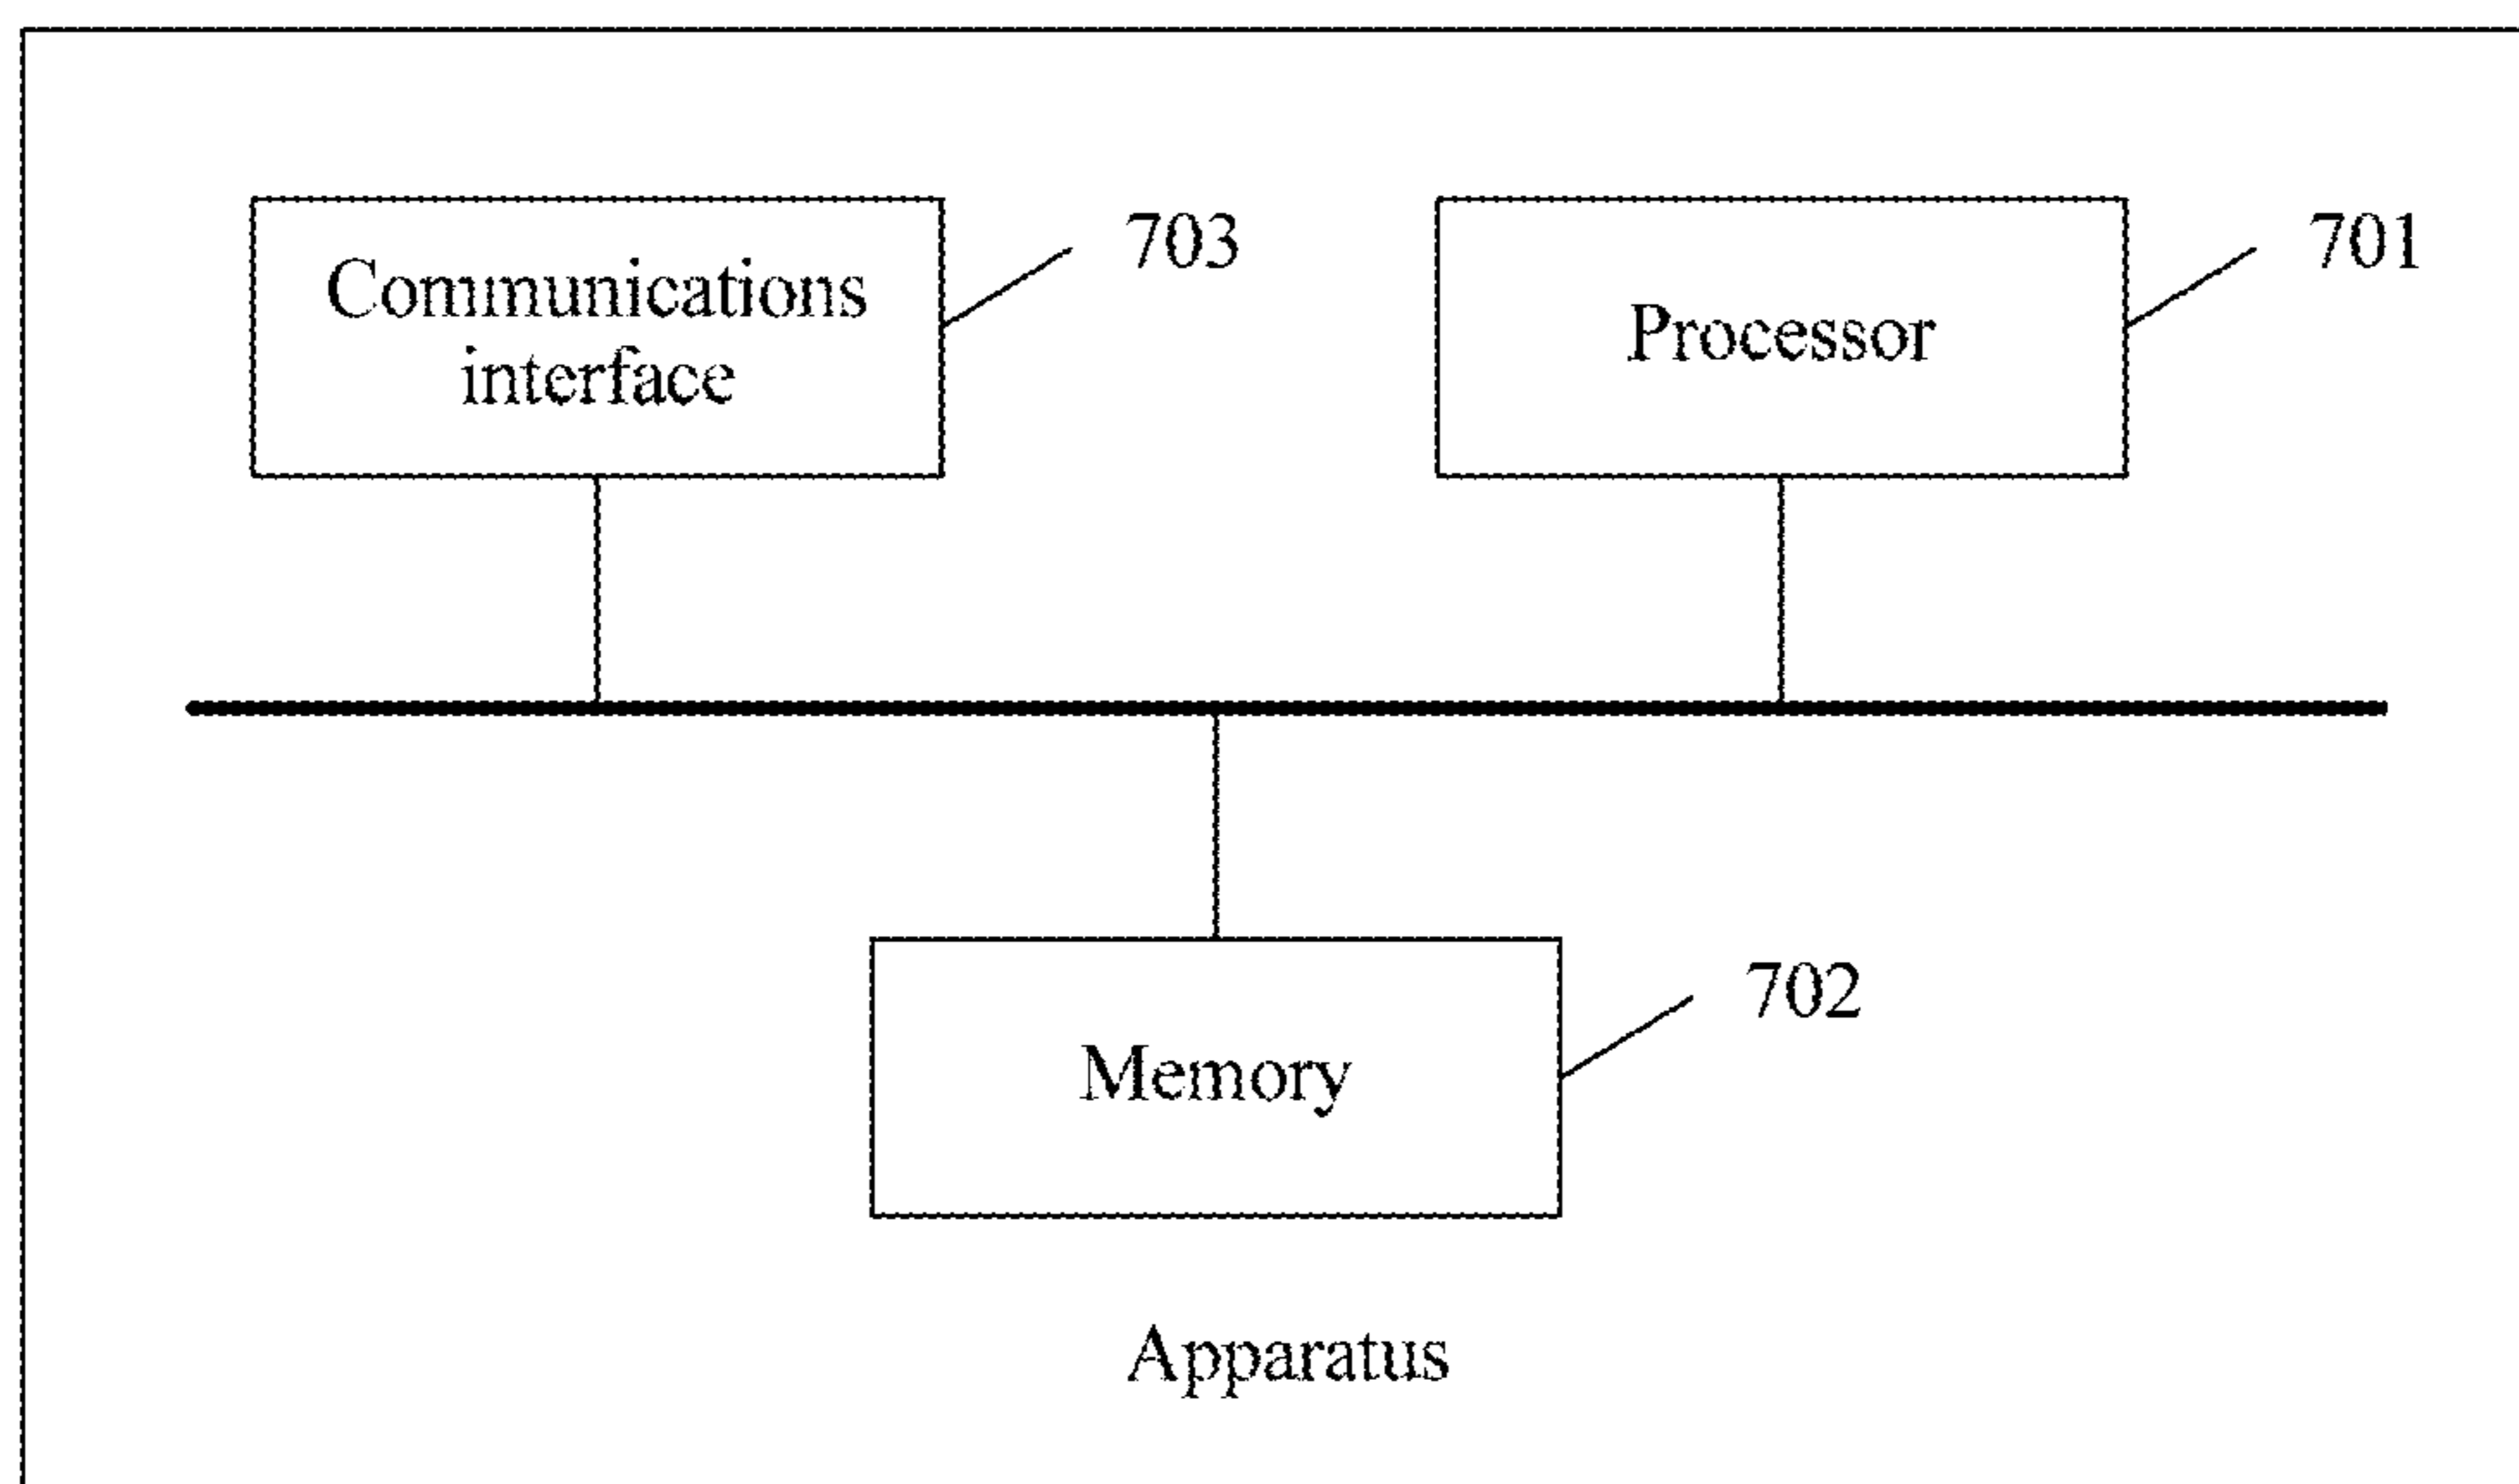 Communications
interface
703
Processor
701
Memory
702
Apparatus